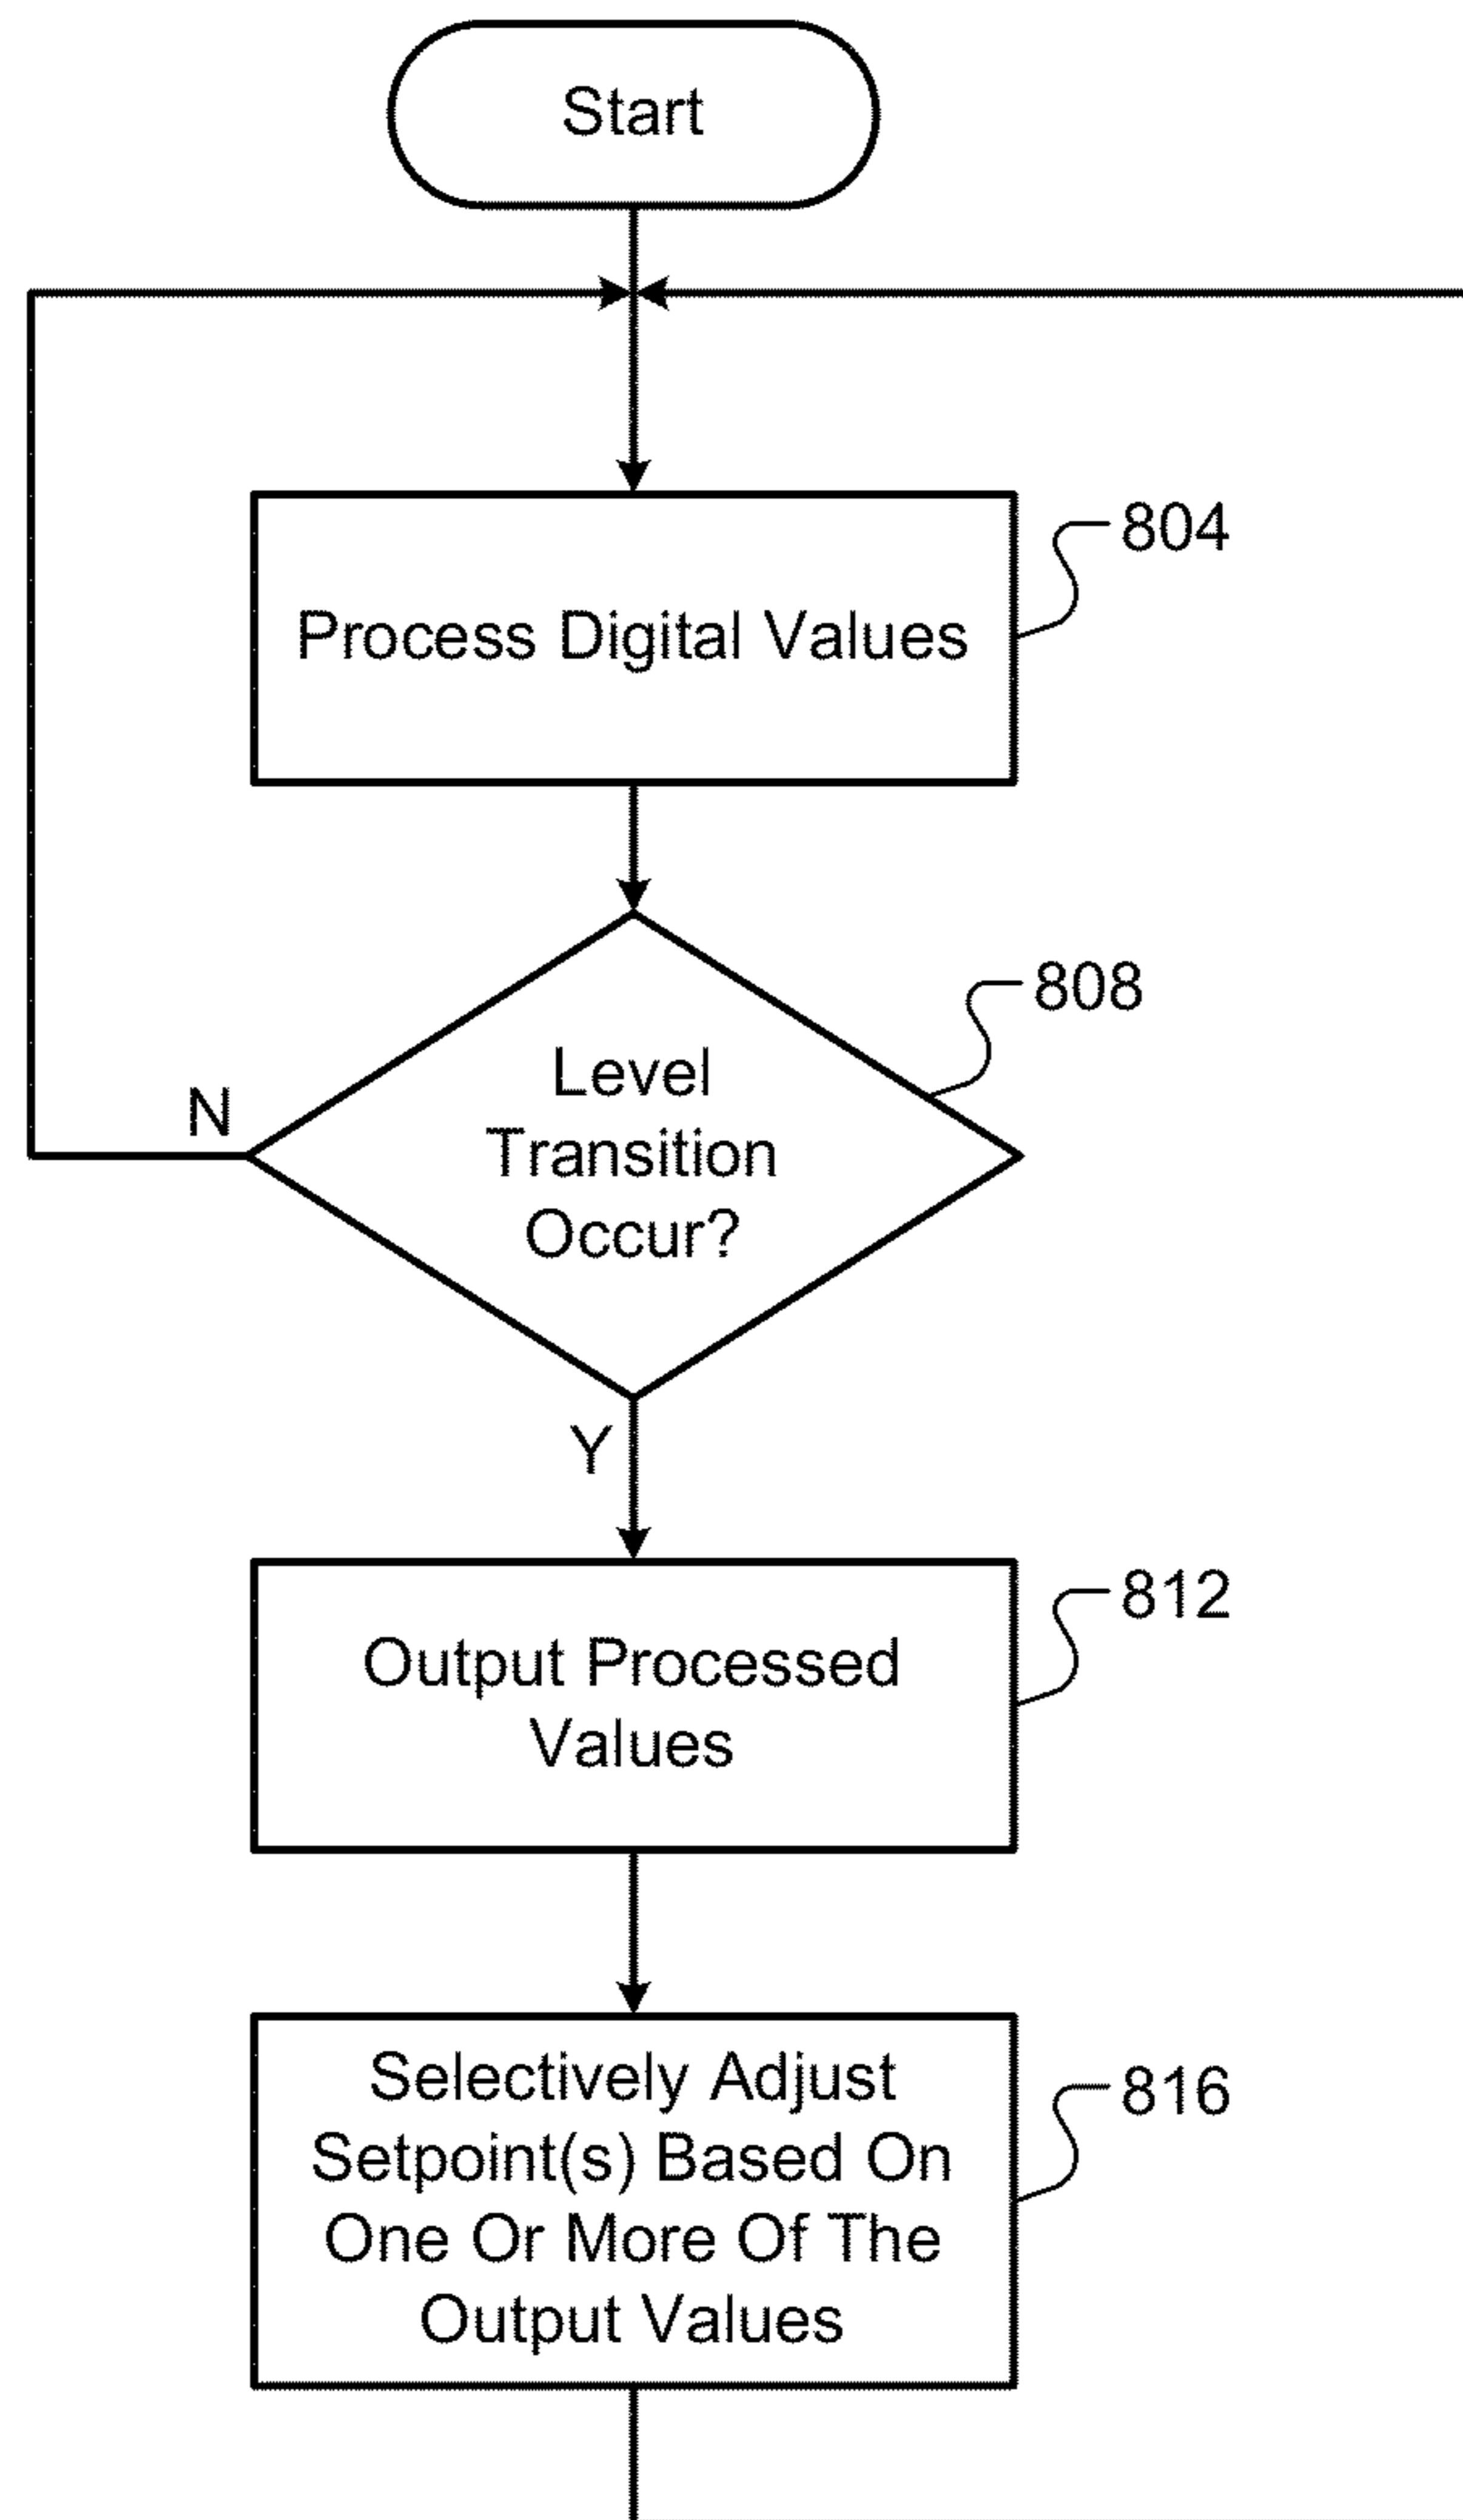 Start
804
Process Digital Values
808
Level
Transition
Occur?
N
Y
812
Output Processed
Values
816
Selectively Adjust
Setpoint(s) Based On
One Or More Of The
Output Values